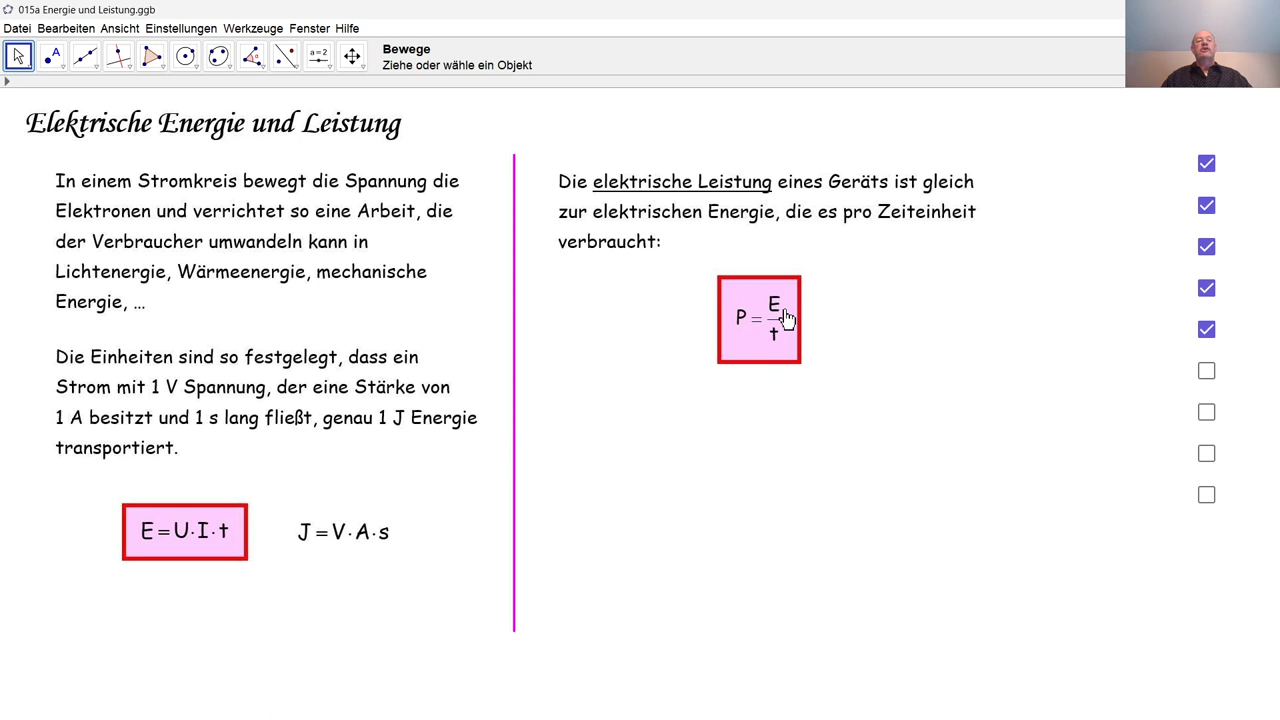 015a Energie und Leistung.ggb
Datei Bearbeiten Ansicht Einstellungen Werkzeuge Fenster Hilfe
A
a=2
Bewege
Ziehe oder wähle ein Objekt
Elektrische Energie und Leistung
In einem Stromkreis bewegt die Spannung die
Elektronen und verrichtet so eine Arbeit, die
der Verbraucher umwandeln kann in
Lichtenergie, Wärmeenergie, mechanische
Energie, ...
Die Einheiten sind so festgelegt, dass ein
Strom mit 1 V Spannung, der eine Stärke von
1 A besitzt und 1 s lang fließt, genau 1 J Energie
transportiert.
E = U · I · t
J = V · A · s
Die elektrische Leistung eines Geräts ist gleich
zur elektrischen Energie, die es pro Zeiteinheit
verbraucht:
P = E
t